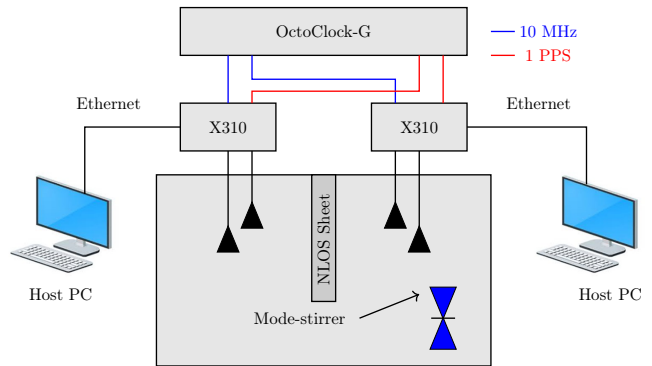 OctoClock-G
10 MHz
1 PPS
Ethernet
Ethernet
X310
X310
NLOS Sheet
Host PC
Host PC
Mode-stirrer